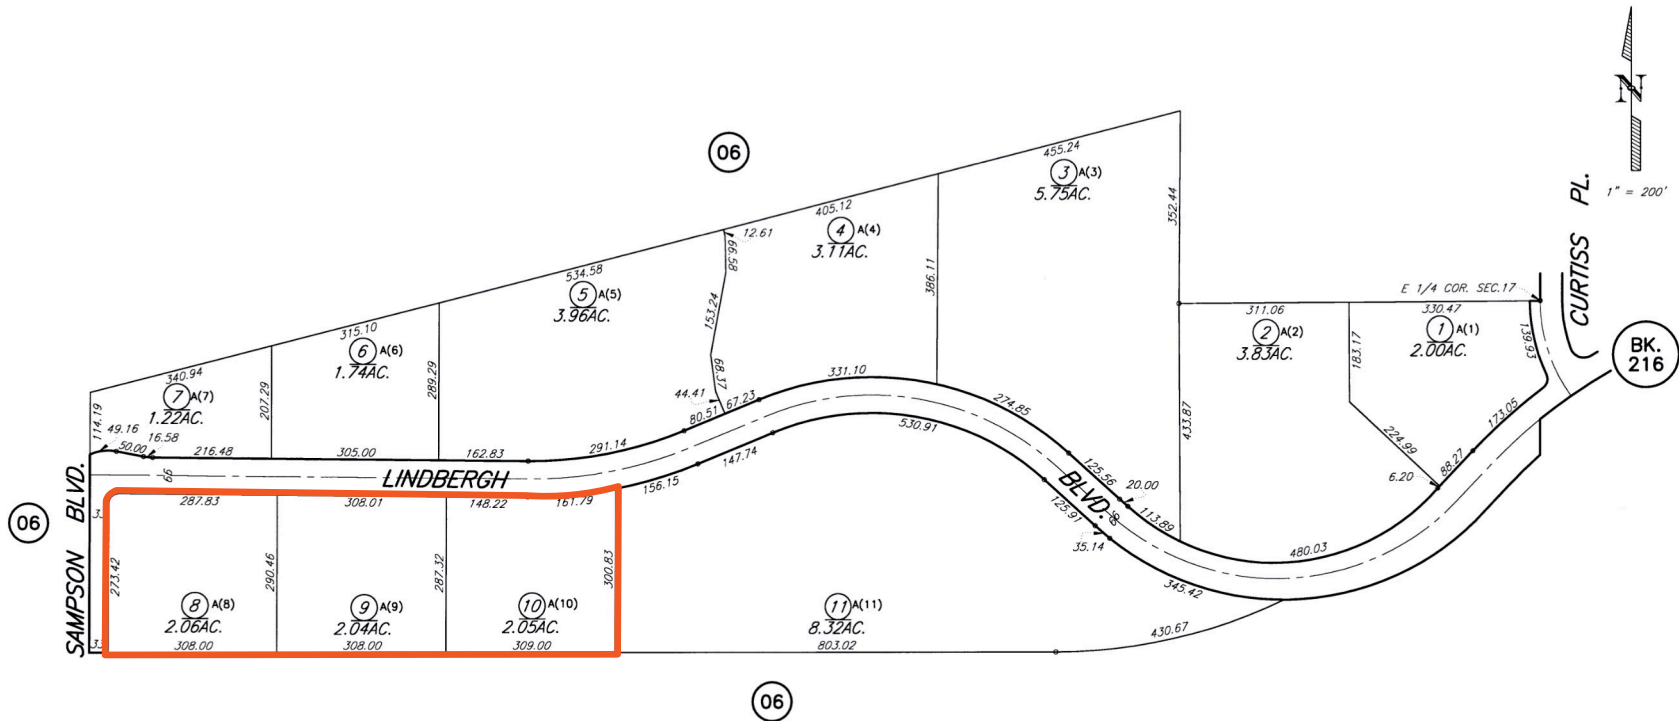 N
1" = 200'
06
455.24
3 A(3)
5.75AC.
352.44
CURTISS PL.
405.12
4 A(4)
3.11AC.
12.61
66.58
386.11
534.58
5 A(5)
3.96AC.
153.24
68.37
44.41
E 1/4 COR. SEC.17
311.06
2 A(2)
3.83AC.
183.17
330.47
1 A(1)
2.00AC.
139.93
BK.
216
315.10
6 A(6)
1.74AC.
289.29
340.94
7 A(7)
1.22AC.
207.29
114.19
49.16
50.00
16.58
216.48
305.00
162.83
291.14
80.51
67.23
331.10
274.85
433.87
224.99
173.05
88.27
6.20
66
LINDBERGH
BLVD.
66
156.15
147.74
530.91
125.56
20.00
113.89
125.91
35.14
480.03
345.42
06
SAMPSON BLVD.
287.83
308.01
148.22
161.79
273.42
290.46
287.32
300.83
8 A(8)
2.06AC.
308.00
9 A(9)
2.04AC.
308.00
10 A(10)
2.05AC.
309.00
11 A(11)
8.32AC.
803.02
430.67
06